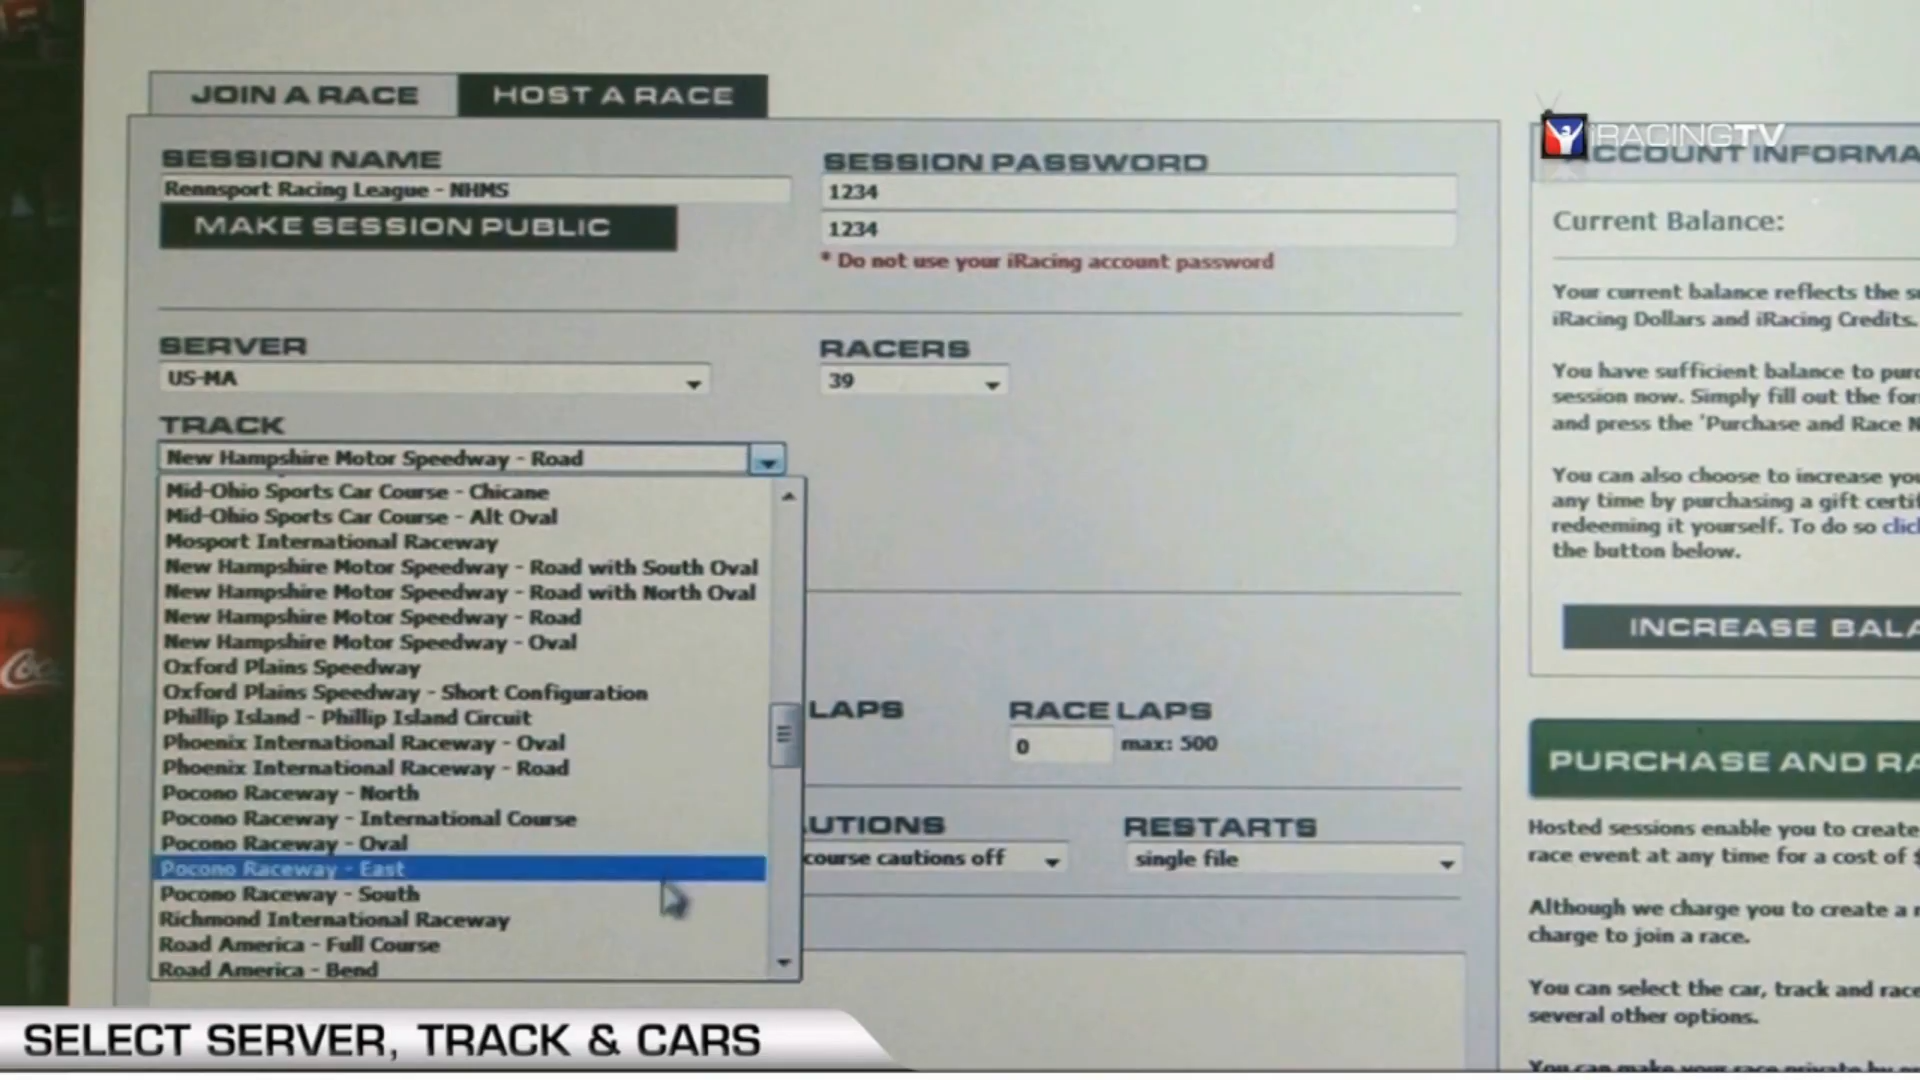 JOIN A RACE
HOST A RACE
SESSION NAME
Rennsport Racing League - NHMS
MAKE SESSION PUBLIC
SESSION PASSWORD
1234
1234
* Do not use your iRacing account password
SERVER
US-MA
RACERS
39
TRACK
New Hampshire Motor Speedway - Road
Mid-Ohio Sports Car Course - Chicane
Mid-Ohio Sports Car Course - Alt Oval
Mosport International Raceway
New Hampshire Motor Speedway - Road with South Oval
New Hampshire Motor Speedway - Road with North Oval
New Hampshire Motor Speedway - Road
New Hampshire Motor Speedway - Oval
Oxford Plains Speedway
Oxford Plains Speedway - Short Configuration
Phillip Island - Phillip Island Circuit
Phoenix International Raceway - Oval
Phoenix International Raceway - Road
Pocono Raceway - North
Pocono Raceway - International Course
Pocono Raceway - Oval
Pocono Raceway - East
Pocono Raceway - South
Richmond International Raceway
Road America - Full Course
Road America - Bend
LAPS
RACE LAPS
0
max: 500
UTIONS
course cautions off
RESTARTS
single file
iRACINGTV
CCOUNT INFORMA
Current Balance:
Your current balance reflects the
iRacing Dollars and iRacing Credits.
You have sufficient balance to
session now. Simply fill out the
and press the 'Purchase and Race
You can also choose to increase
any time by purchasing a gift
redeeming it yourself. To do so
the button below.
INCREASE BALA
PURCHASE AND RA
Hosted sessions enable you to create
race event at any time for a cost of $
Although we charge you to create a
charge to join a race.
You can select the car, track and
several other options.
You can make your race private by
Coc
SELECT SERVER, TRACK & CARS